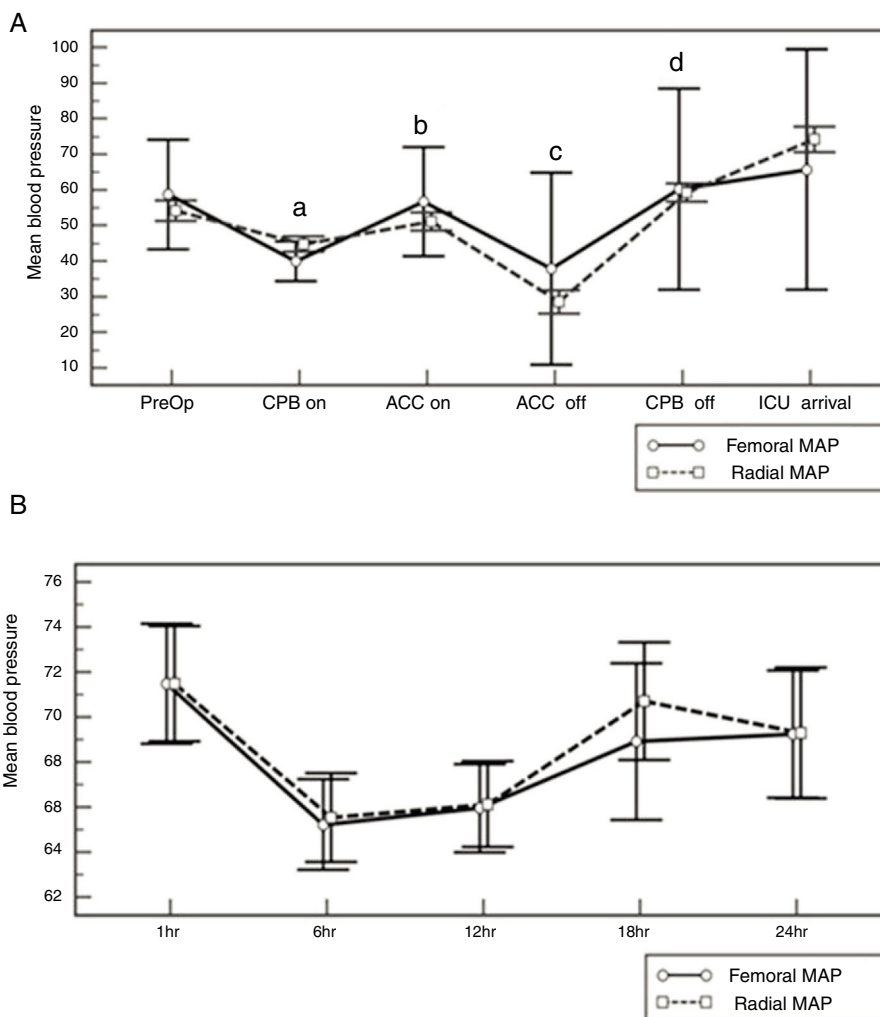 A
Mean blood pressure
100
90
80
70
60
50
40
30
20
10
a
b
c
d
PreOp CPB on ACC on ACC off CPB off ICU arrival
Femoral MAP
Radial MAP
B
Mean blood pressure
76
74
72
70
68
68
64
62
1hr 6hr 12hr 18hr 24hr
Femoral MAP
Radial MAP